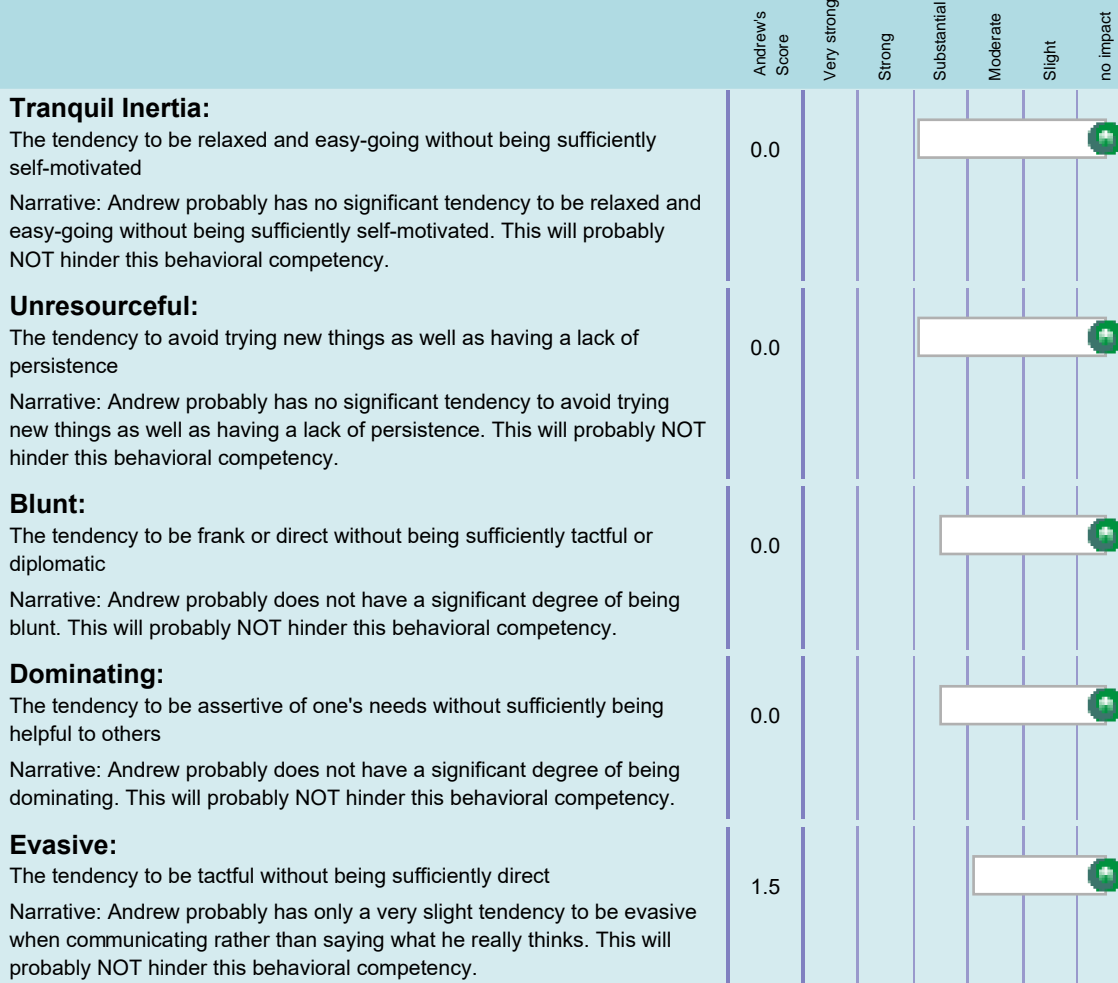 Andrew's
Score
Very strong
Strong
Substantial
Moderate
Slight
no impact
Tranquil Inertia:
The tendency to be relaxed and easy-going without being sufficiently
self-motivated
0.0
Narrative: Andrew probably has no significant tendency to be relaxed and
easy-going without being sufficiently self-motivated. This will probably
NOT hinder this behavioral competency.
Unresourceful:
The tendency to avoid trying new things as well as having a lack of
persistence
0.0
Narrative: Andrew probably has no significant tendency to avoid trying
new things as well as having a lack of persistence. This will probably NOT
hinder this behavioral competency.
Blunt:
The tendency to be frank or direct without being sufficiently tactful or
diplomatic
0.0
Narrative: Andrew probably does not have a significant degree of being
blunt. This will probably NOT hinder this behavioral competency.
Dominating:
The tendency to be assertive of one's needs without sufficiently being
helpful to others
0.0
Narrative: Andrew probably does not have a significant degree of being
dominating. This will probably NOT hinder this behavioral competency.
Evasive:
The tendency to be tactful without being sufficiently direct
1.5
Narrative: Andrew probably has only a very slight tendency to be evasive
when communicating rather than saying what he really thinks. This will
probably NOT hinder this behavioral competency.